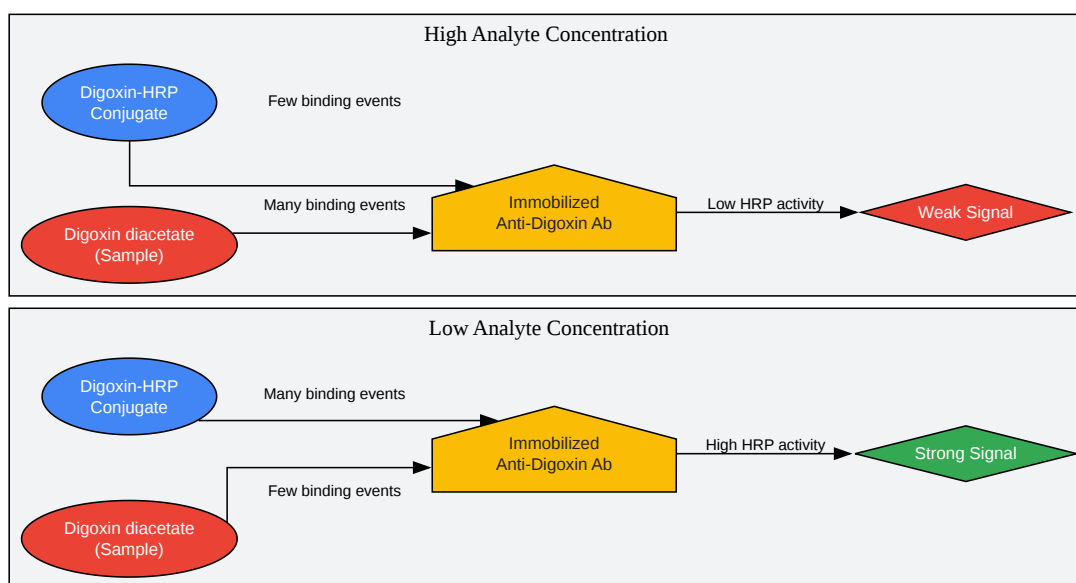 High Analyte Concentration
Digoxin-HRP
Conjugate
Few binding events
Many binding events
Digoxin diacetate
(Sample)
Immobilized
Anti-Digoxin Ab
Low HRP activity
Weak Signal
Low Analyte Concentration
Digoxin-HRP
Conjugate
Many binding events
Few binding events
Digoxin diacetate
(Sample)
Immobilized
Anti-Digoxin Ab
High HRP activity
Strong Signal